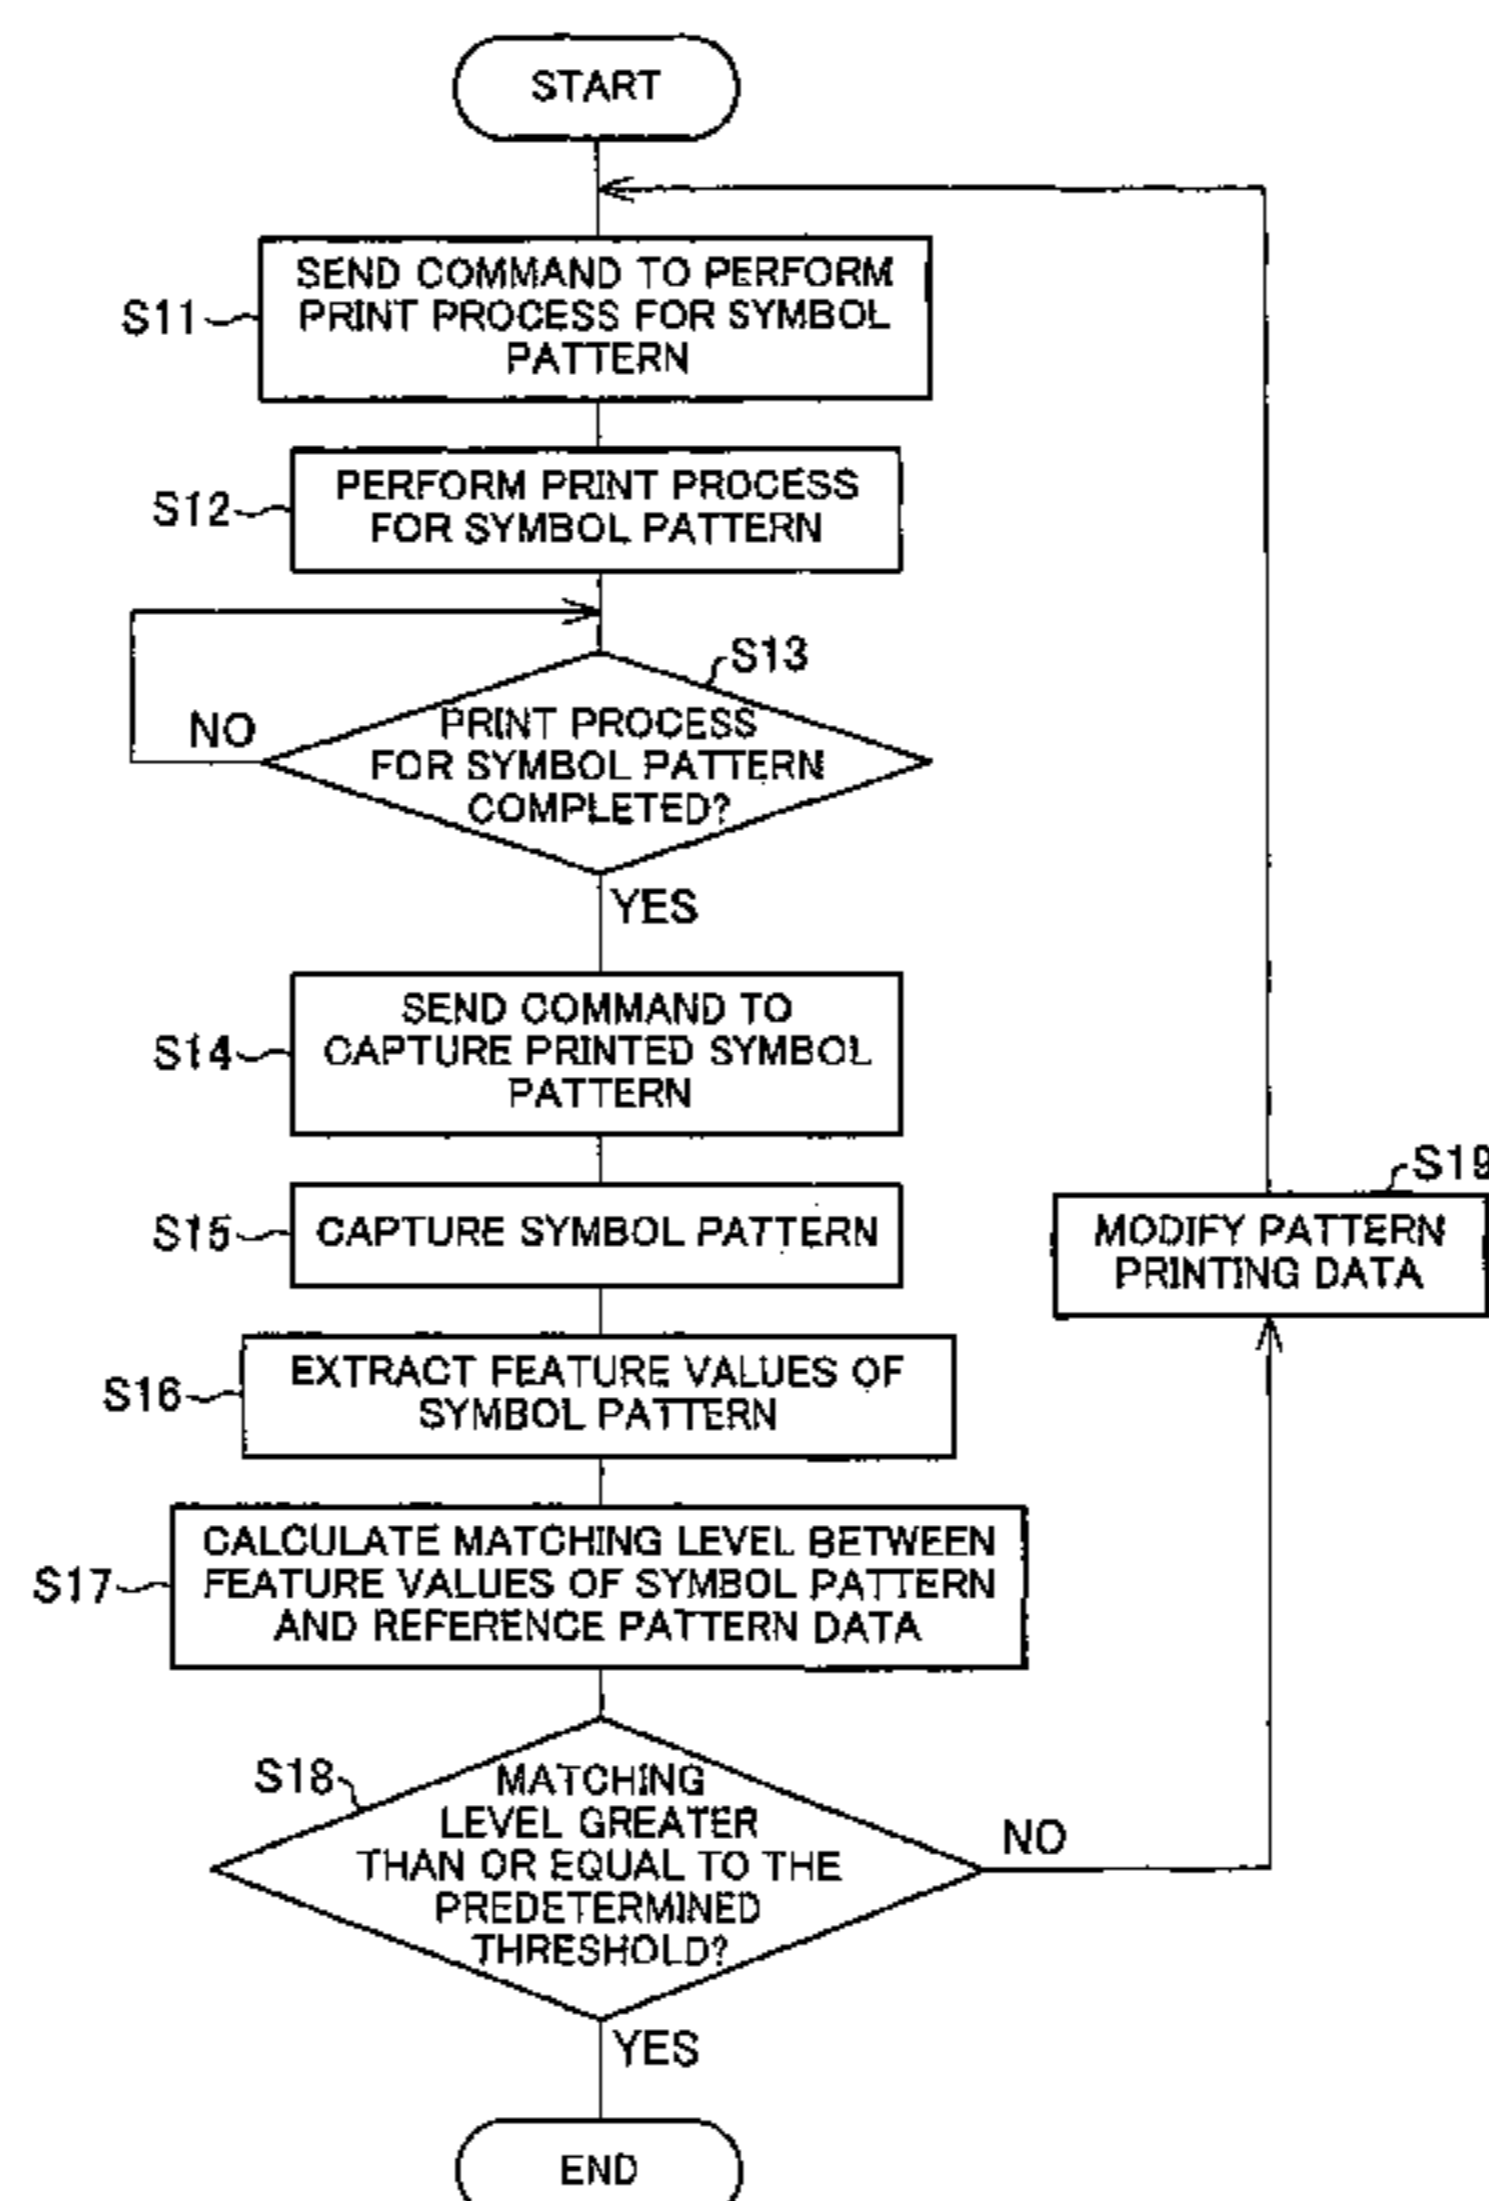 START
S11
SEND COMMAND TO PERFORM
PRINT PROCESS FOR SYMBOL
PATTERN
S12
PERFORM PRINT PROCESS
FOR SYMBOL PATTERN
S13
NO
PRINT PROCESS
FOR SYMBOL PATTERN
COMPLETED?
YES
S14
SEND COMMAND TO
CAPTURE PRINTED SYMBOL
PATTERN
S15
CAPTURE SYMBOL PATTERN
S19
MODIFY PATTERN
PRINTING DATA
S16
EXTRACT FEATURE VALUES OF
SYMBOL PATTERN
S17
CALCULATE MATCHING LEVEL BETWEEN
FEATURE VALUES OF SYMBOL PATTERN
AND REFERENCE PATTERN DATA
S18
MATCHING
LEVEL GREATER
THAN OR EQUAL TO THE
PREDETERMINED
THRESHOLD?
NO
YES
END